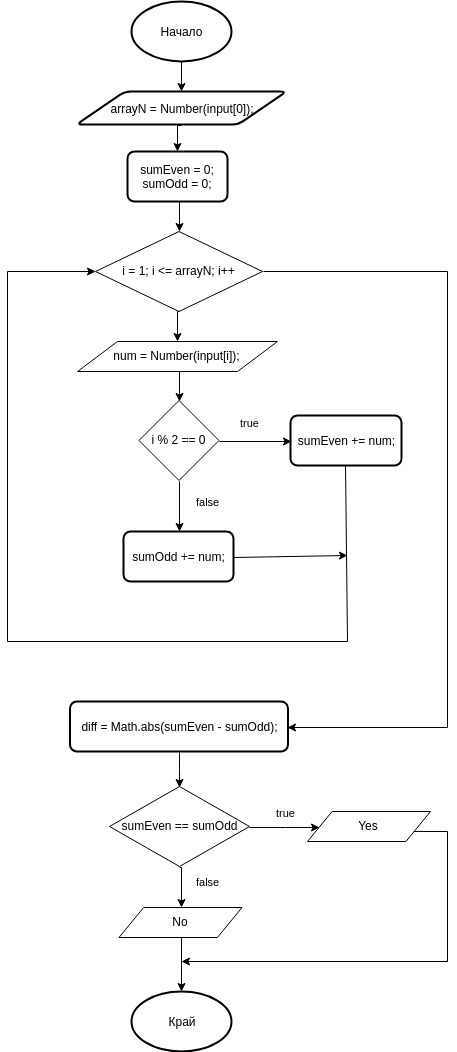 Начало
arrayN = Number(input[0]);
sumEven = 0;
sumOdd = 0;
i = 1; i <= arrayN; i++
num = Number(input[i]);
i % 2 == 0
true
sumEven += num;
false
sumOdd += num;
diff = Math.abs(sumEven - sumOdd);
sumEven == sumOdd
true
Yes
false
No
Край